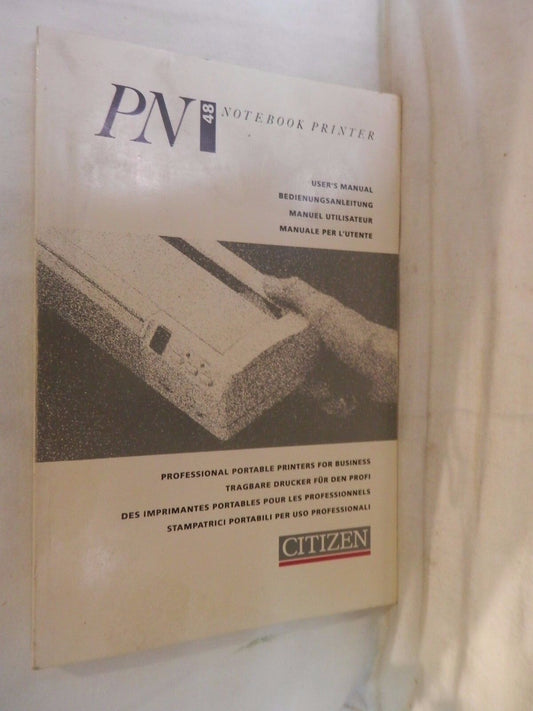 PN 48 NOTEBOOK PRINTER
USER'S MANUAL
BEDIENUNGSANLEITUNG
MANUEL UTILISATEUR
MANUALE PER L'UTENTE
PROFESSIONAL PORTABLE PRINTERS FOR BUSINESS
TRAGBARE DRUCKER FÜR DEN PROFI
DES IMPRIMANTES PORTABLES POUR LES PROFESSIONNELS
STAMPATRICI PORTABILI PER USO PROFESSIONALI
CITIZEN